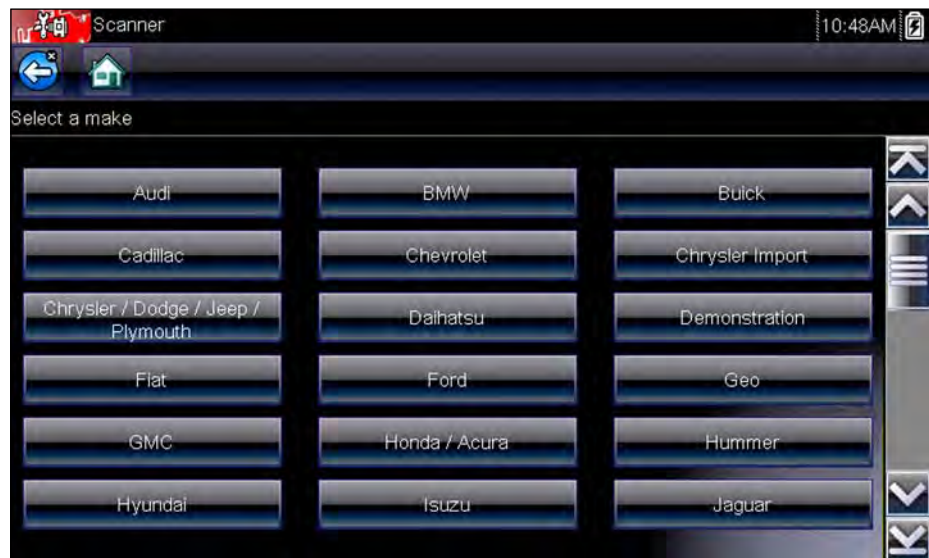 Scanner
10:48AM
Select a make
Audi
BMW
Buick
Cadillac
Chevrolet
Chrysler Import
Chrysler / Dodge / Jeep /
Plymouth
Daihatsu
Demonstration
Fiat
Ford
Geo
GMC
Honda / Acura
Hummer
Hyundai
Isuzu
Jaguar